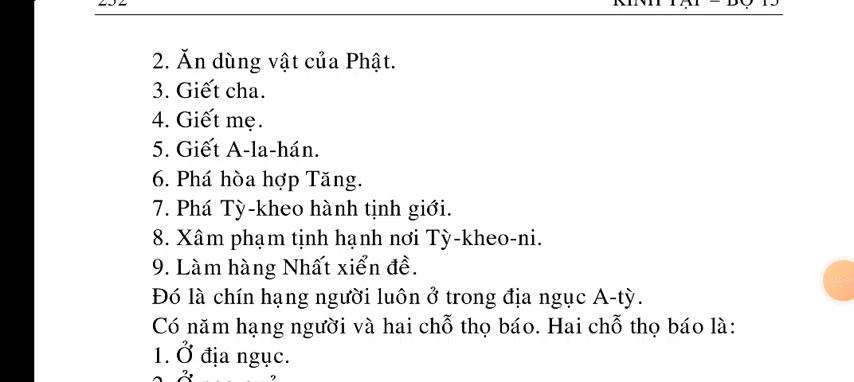 2. Ăn dùng vật của Phật.
3. Giết cha.
4. Giết mẹ.
5. Giết A-la-hán.
6. Phá hòa hợp Tăng.
7. Phá Tỳ-kheo hành tịnh giới.
8. Xâm phạm tịnh hạnh nơi Tỳ-kheo-ni.
9. Làm hàng Nhất xiển đề.
Đó là chín hạng người luôn ở trong địa ngục A-tỳ.
Có năm hạng người và hai chỗ thọ báo. Hai chỗ thọ báo là:
1. Ở địa ngục.